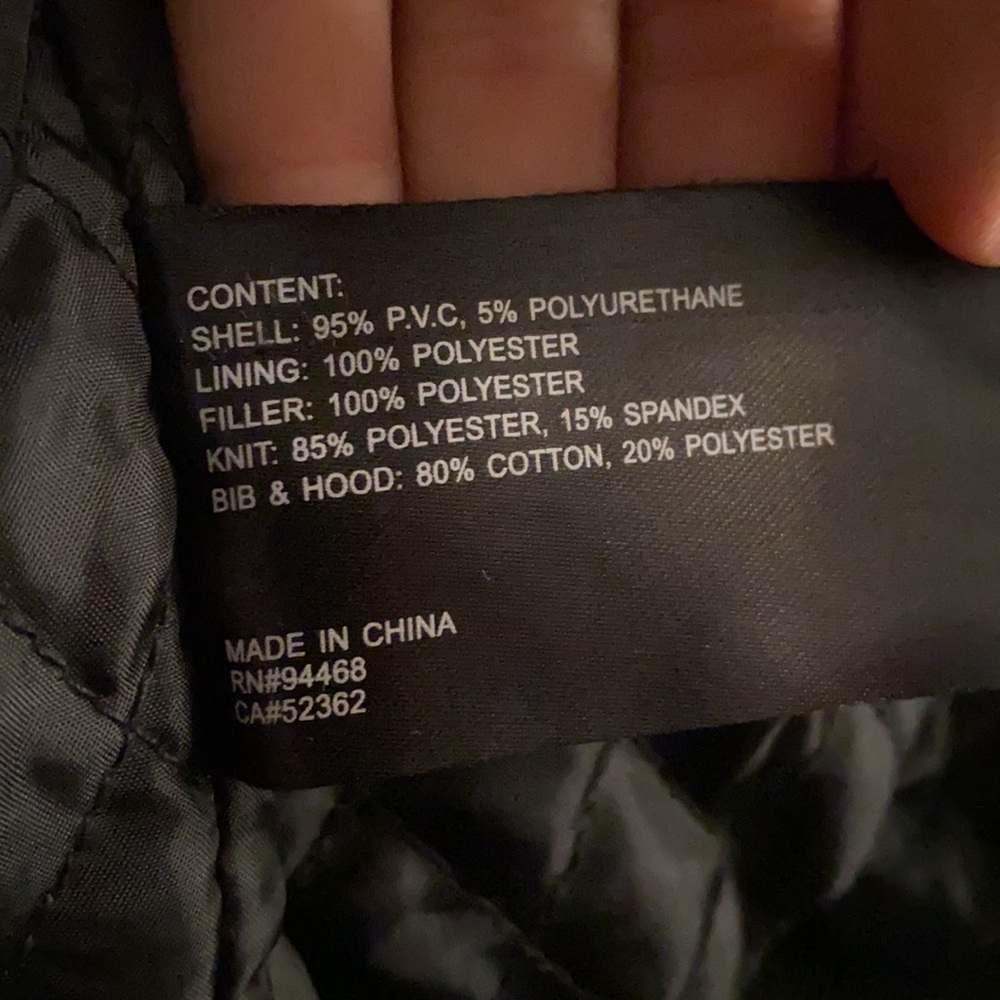 CONTENT:
SHELL: 95% P.V.C, 5% POLYURETHANE
LINING: 100% POLYESTER
FILLER: 100% POLYESTER
KNIT: 85% POLYESTER, 15% SPANDEX
BIB & HOOD: 80% COTTON, 20% POLYESTER
MADE IN CHINA
RN#94468
CA#52362